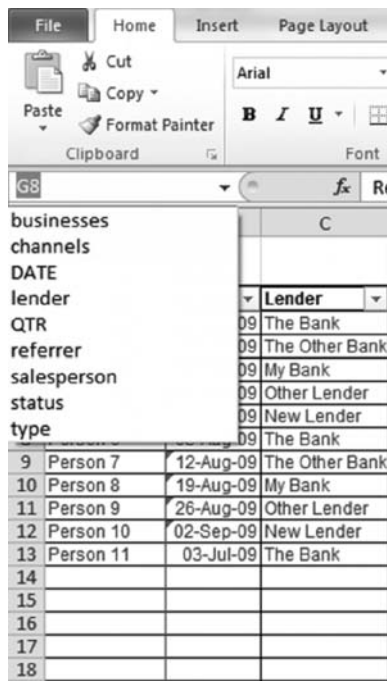 File Home Insert Page Layout
Cut
Copy
Format Painter
Paste
Arial
B I U
Clipboard Font
G8 fx
C
businesses
channels
DATE
lender
QTR
referrer
salesperson
status
type
Lender
09 The Bank
09 The Other Bank
09 My Bank
09 Other Lender
09 New Lender
09 The Bank
9 Person 7 12-Aug-09 The Other Bank
10 Person 8 19-Aug-09 My Bank
11 Person 9 26-Aug-09 Other Lender
12 Person 10 02-Sep-09 New Lender
13 Person 11 03-Jul-09 The Bank
14
15
16
17
18